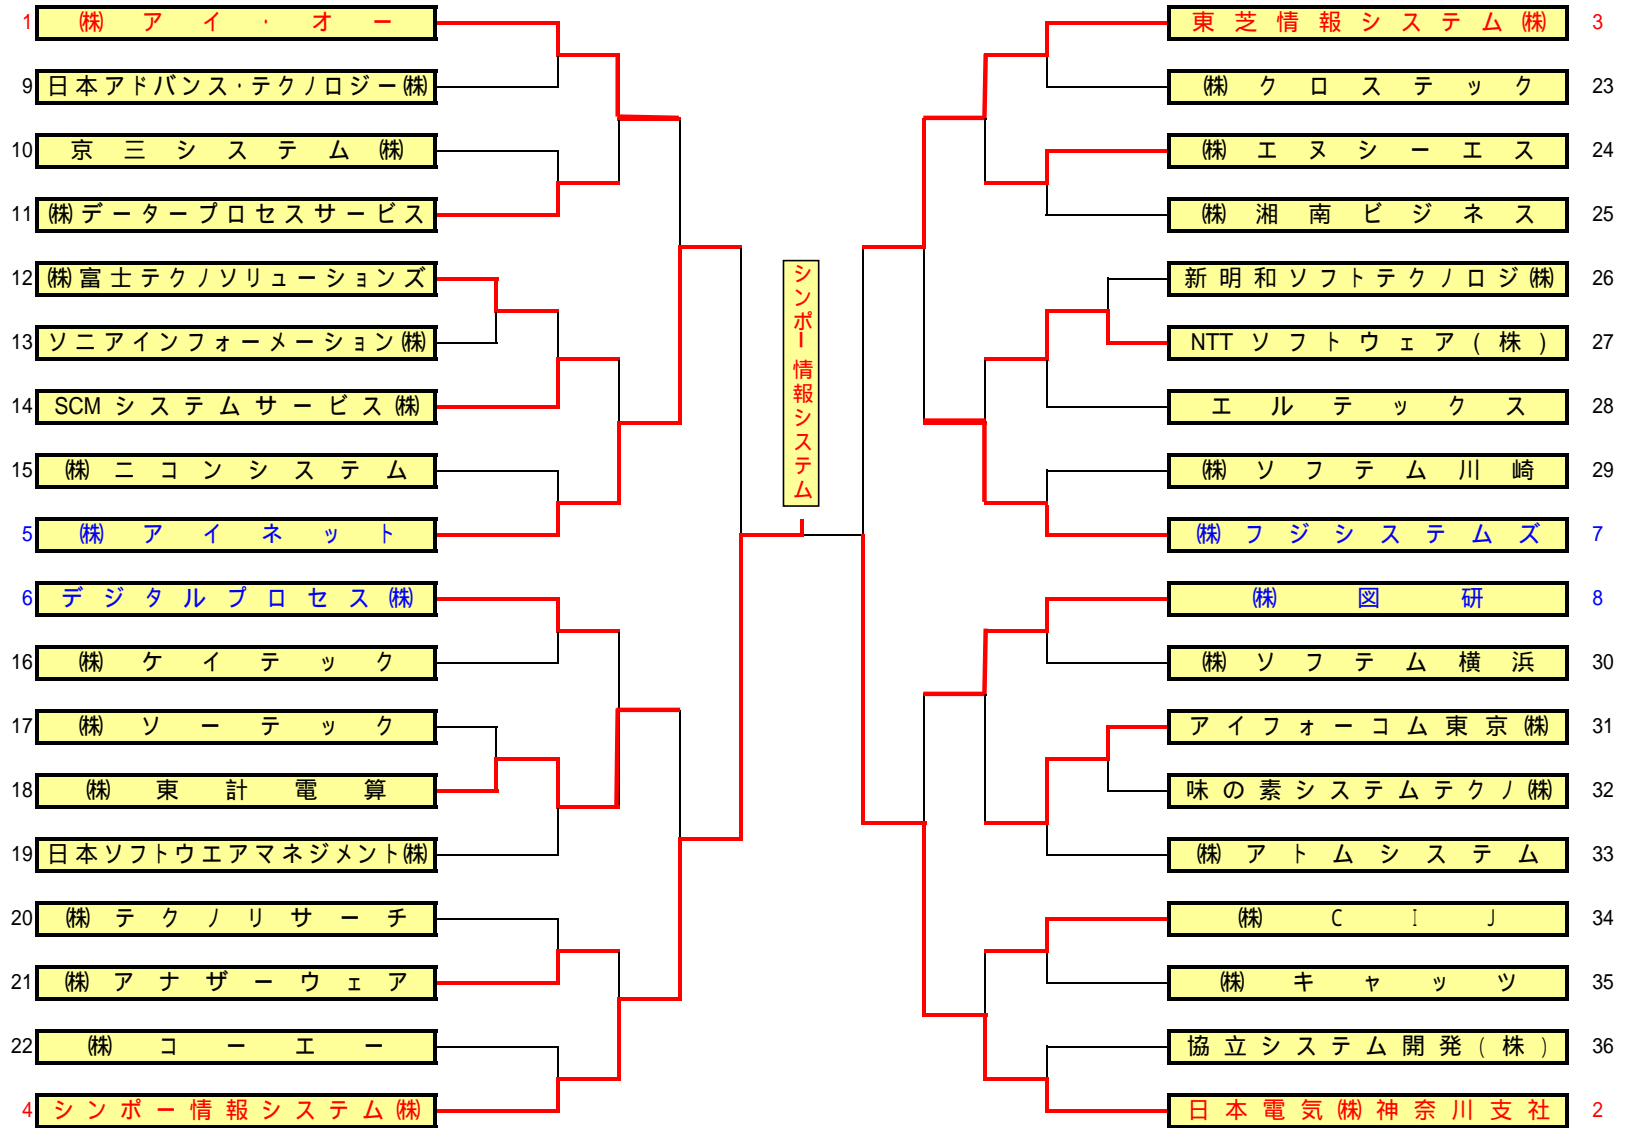 1 ㈱アイ・オー
9 日本アドバンス・テクノロジー㈱
10 京三システム㈱
11 ㈱データープロセスサービス
12 ㈱富士テクノソリューションズ
13 ソニアインフォーメーション㈱
14 SCMシステムサービス㈱
15 ㈱ニコンシステム
5 ㈱アイネット
6 デジタルプロセス㈱
16 ㈱ケイテック
17 ㈱ソーテック
18 ㈱東計電算
19 日本ソフトウエアマネジメント㈱
20 ㈱テクノリサーチ
21 ㈱アナザーウェア
22 ㈱コーエー
4 シンポー情報システム㈱
シンポー情報システム
東芝情報システム㈱ 3
㈱クロステック 23
㈱エヌシーエス 24
㈱湘南ビジネス 25
新明和ソフトテクノロジ㈱ 26
NTTソフトウェア(株) 27
エルテックス 28
㈱ソフテム川崎 29
㈱フジシステムズ 7
㈱図研 8
㈱ソフテム横浜 30
アイフォーコム東京㈱ 31
味の素システムテクノ㈱ 32
㈱アトムシステム 33
㈱CIJ 34
㈱キャッツ 35
協立システム開発(株) 36
日本電気㈱神奈川支社 2